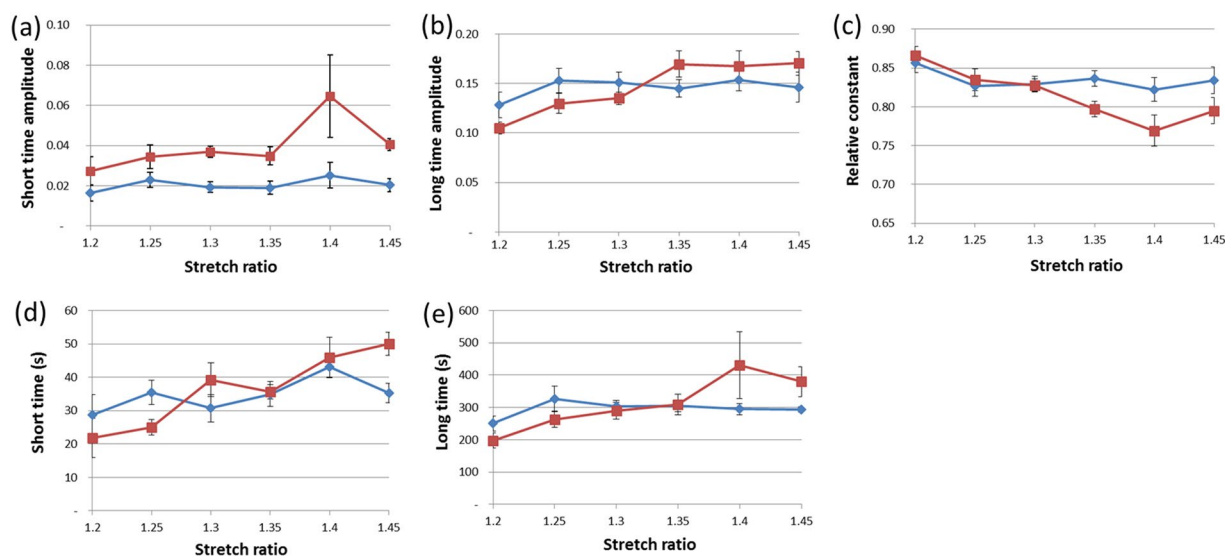 (a)
Short time amplitude
0.10
0.08
0.06
0.04
0.02
-
1.2 1.25 1.3 1.35 1.4 1.45
Stretch ratio
(b)
Long time amplitude
0.20
0.15
0.10
0.05
-
1.2 1.25 1.3 1.35 1.4 1.45
Stretch ratio
(c)
Relative constant
0.90
0.85
0.80
0.75
0.70
0.65
1.2 1.25 1.3 1.35 1.4 1.45
Stretch ratio
(d)
Short time (s)
60
50
40
30
20
10
-
1.2 1.25 1.3 1.35 1.4 1.45
Stretch ratio
(e)
Long time (s)
600
500
400
300
200
100
-
1.2 1.25 1.3 1.35 1.4 1.45
Stretch ratio